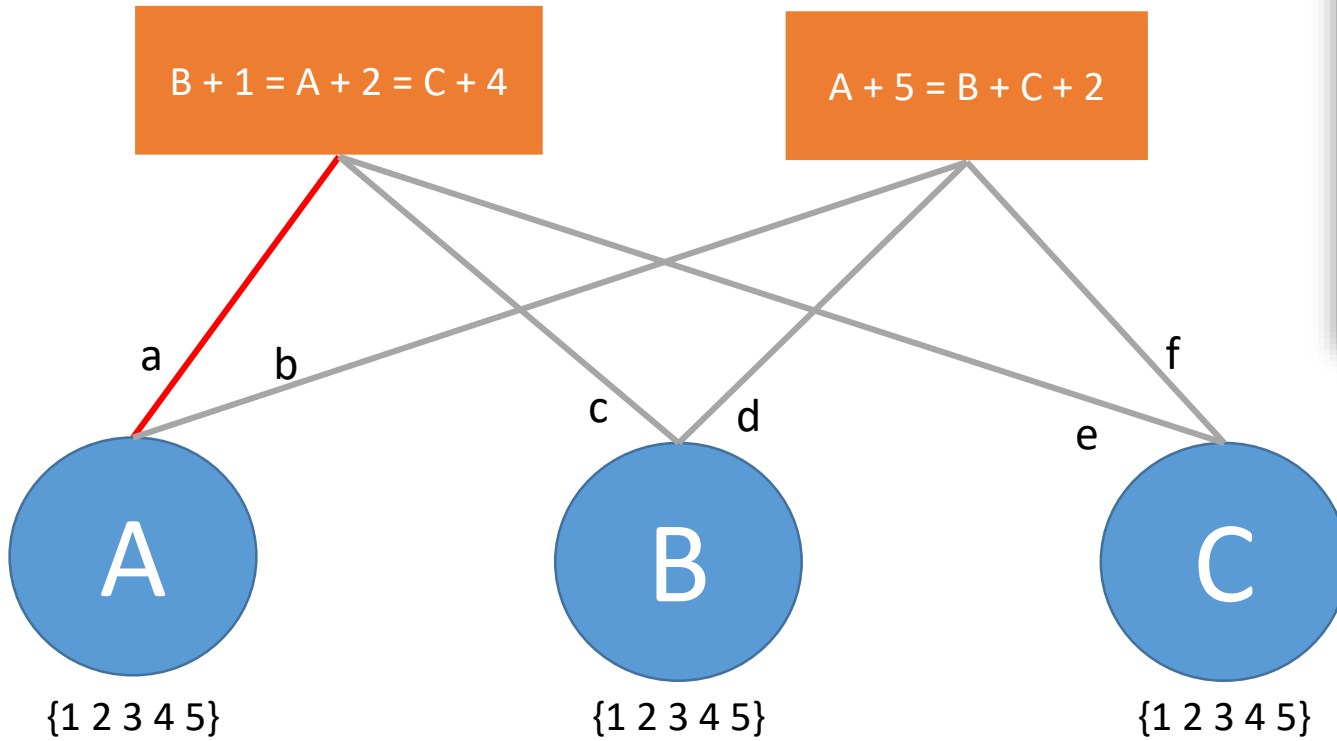 B + 1 = A + 2 = C + 4
A + 5 = B + C + 2
a
b
c
d
e
f
A
B
C
{1 2 3 4 5}
{1 2 3 4 5}
{1 2 3 4 5}